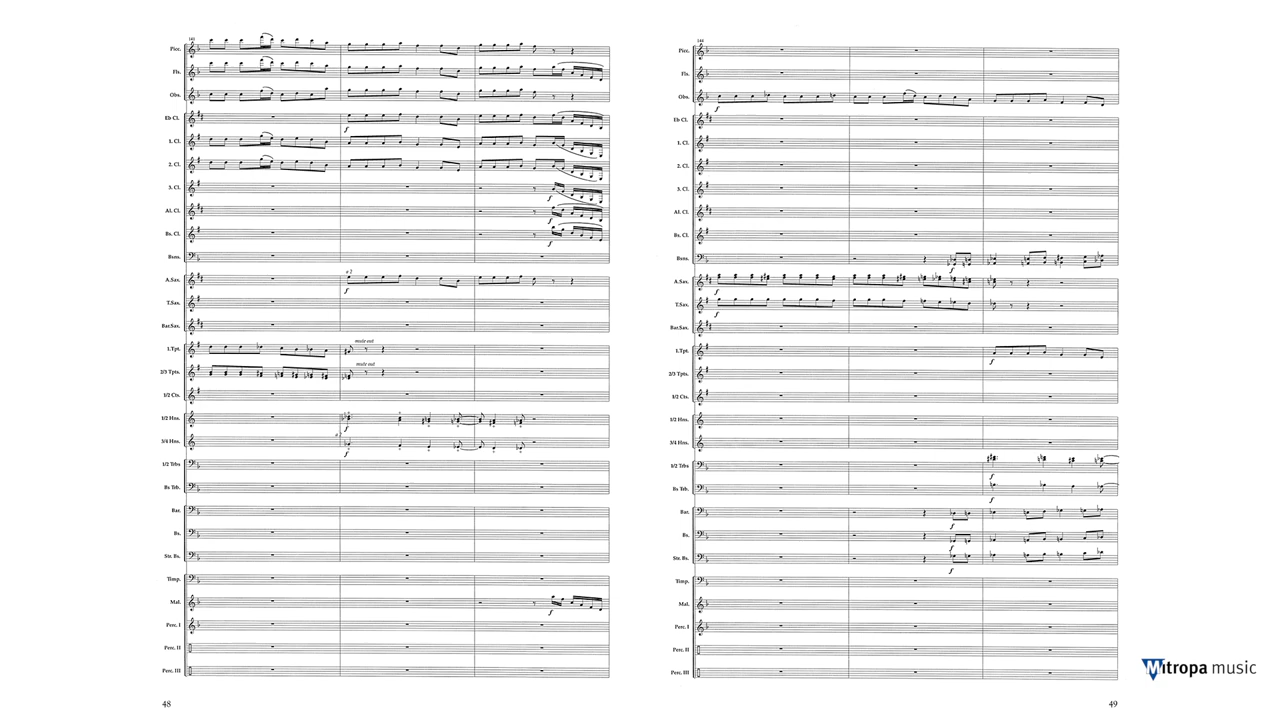 141
Picc.
Fls.
Obs.
Eb Cl.
f
1. Cl.
2. Cl.
3. Cl.
f
Al. Cl.
f
Bs. Cl.
f
Bsns.
a 2
A.Sax.
f
T.Sax.
Bar.Sax.
mute out
1.Tpt.
mute out
2/3 Tpts.
1/2 Cts.
1/2 Hns.
f
a 2
3/4 Hns.
f
1/2 Trbs
Bs Trb.
Bar.
Bs.
Str. Bs.
Timp.
Mal.
f
Perc. I
Perc. II
Perc. III
48
144
Picc.
Fls.
Obs.
f
Eb Cl.
1. Cl.
2. Cl.
3. Cl.
Al. Cl.
Bs. Cl.
Bsns.
f
A.Sax.
f
T.Sax.
f
Bar.Sax.
1.Tpt.
f
2/3 Tpts.
1/2 Cts.
1/2 Hns.
3/4 Hns.
1/2 Trbs
f
Bs Trb.
f
Bar.
f
Bs.
f
Str. Bs.
f
Timp.
Mal.
Perc. I
Perc. II
Perc. III
49
Mitropa music